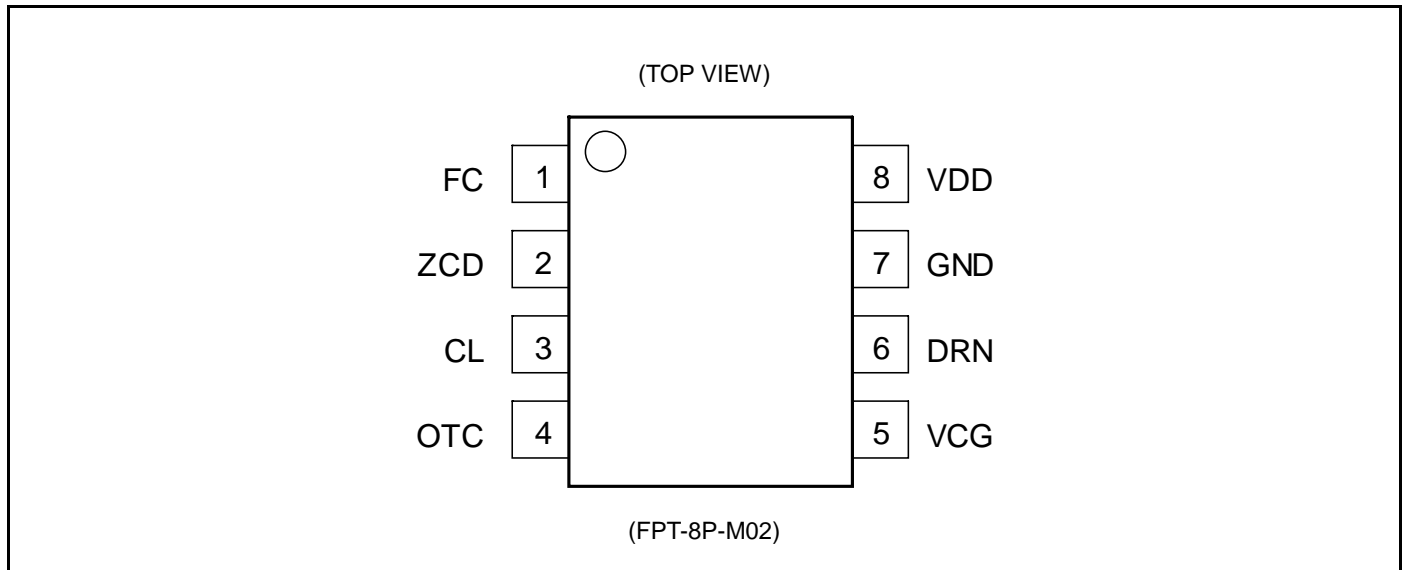 (TOP VIEW)
FC 1 8 VDD
ZCD 2 7 GND
CL 3 6 DRN
OTC 4 5 VCG
(FPT-8P-M02)